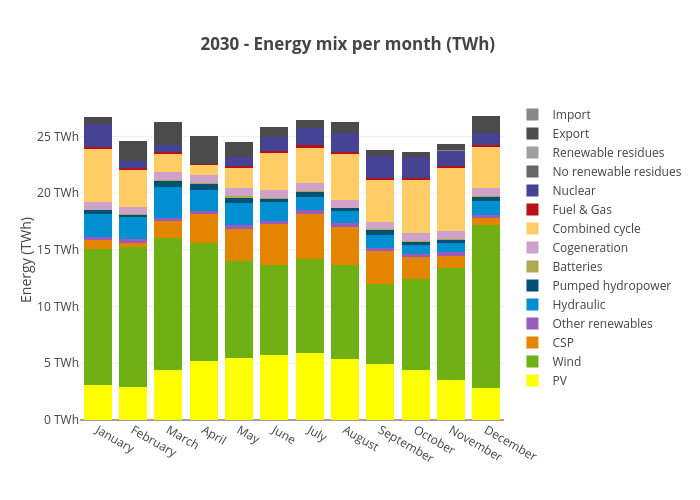 2030 - Energy mix per month (TWh)
Energy (TWh)
25 TWh
20 TWh
15 TWh
10 TWh
5 TWh
0 TWh
January
February
March
April
May
June
July
August
September
October
November
December
Import
Export
Renewable residues
No renewable residues
Nuclear
Fuel & Gas
Combined cycle
Cogeneration
Batteries
Pumped hydropower
Hydraulic
Other renewables
CSP
Wind
PV